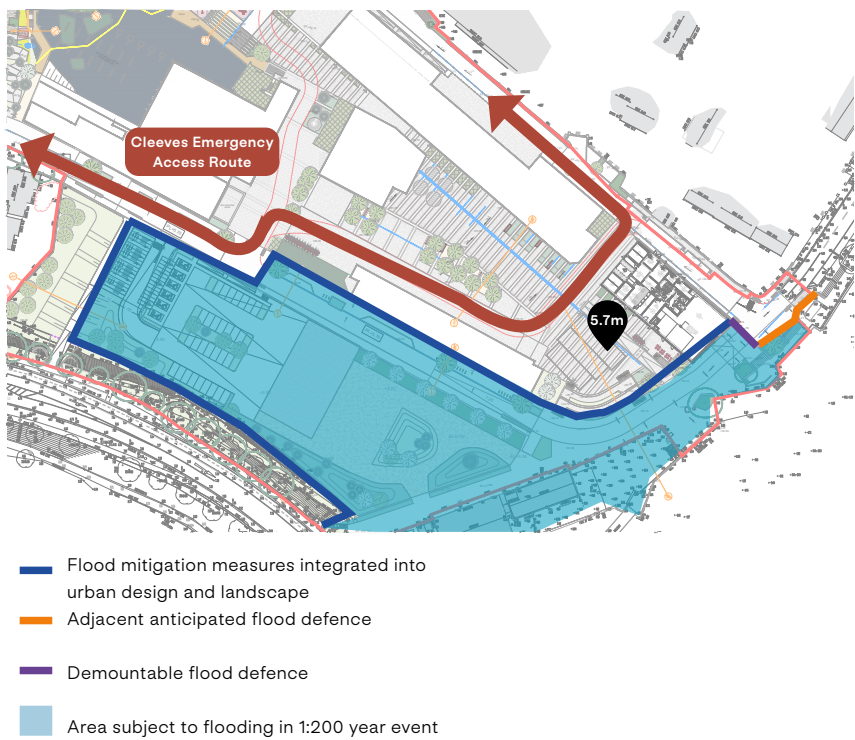 Cleeves Emergency
Access Route
5.7m
Flood mitigation measures integrated into
urban design and landscape
Adjacent anticipated flood defence
Demountable flood defence
Area subject to flooding in 1:200 year event